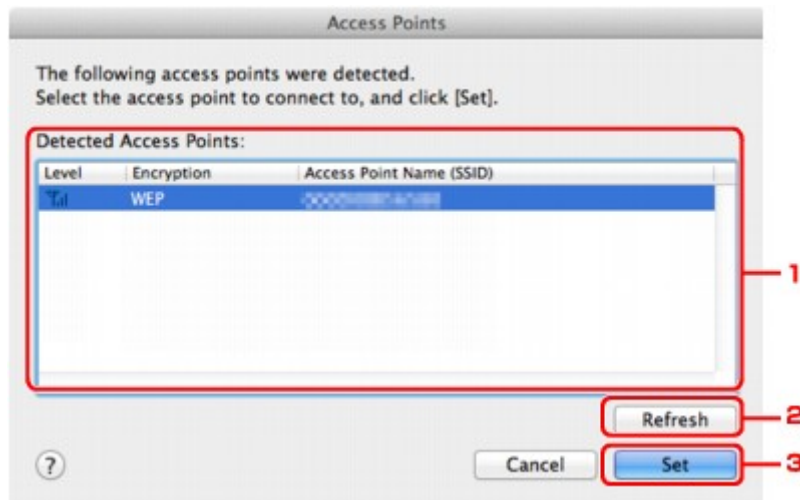 Access Points
The following access points were detected.
Select the access point to connect to, and click [Set].
Detected Access Points:
Level Encryption Access Point Name (SSID)
WEP
1
Refresh 2
? Cancel Set 3